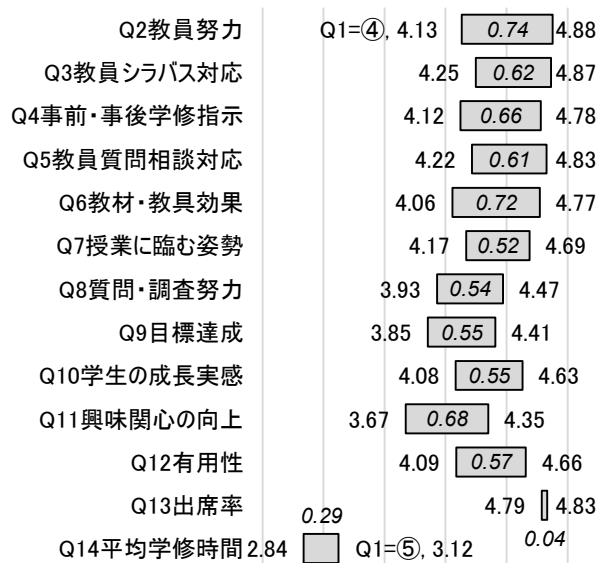 Q2教員努力 Q1=④, 4.13 0.74 4.88
Q3教員シラバス対応 4.25 0.62 4.87
Q4事前・事後学修指示 4.12 0.66 4.78
Q5教員質問相談対応 4.22 0.61 4.83
Q6教材・教具効果 4.06 0.72 4.77
Q7授業に臨む姿勢 4.17 0.52 4.69
Q8質問・調査努力 3.93 0.54 4.47
Q9目標達成 3.85 0.55 4.41
Q10学生の成長実感 4.08 0.55 4.63
Q11興味関心の向上 3.67 0.68 4.35
Q12有用性 4.09 0.57 4.66
Q13出席率 4.79 4.83
0.29 0.04
Q14平均学修時間 2.84 Q1=⑤, 3.12